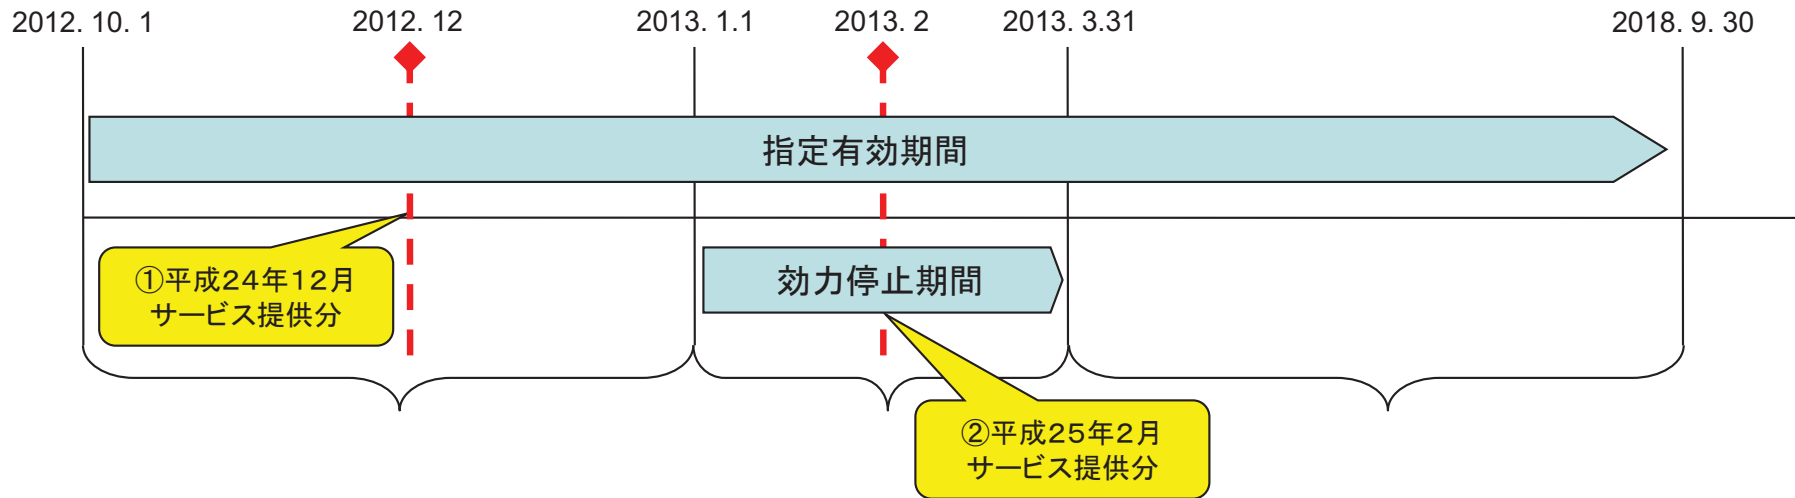 2012. 10. 1
2012. 12
2013. 1.1
2013. 2
2013. 3.31
2018. 9. 30
指定有効期間
①平成24年12月
サービス提供分
効力停止期間
②平成25年2月
サービス提供分